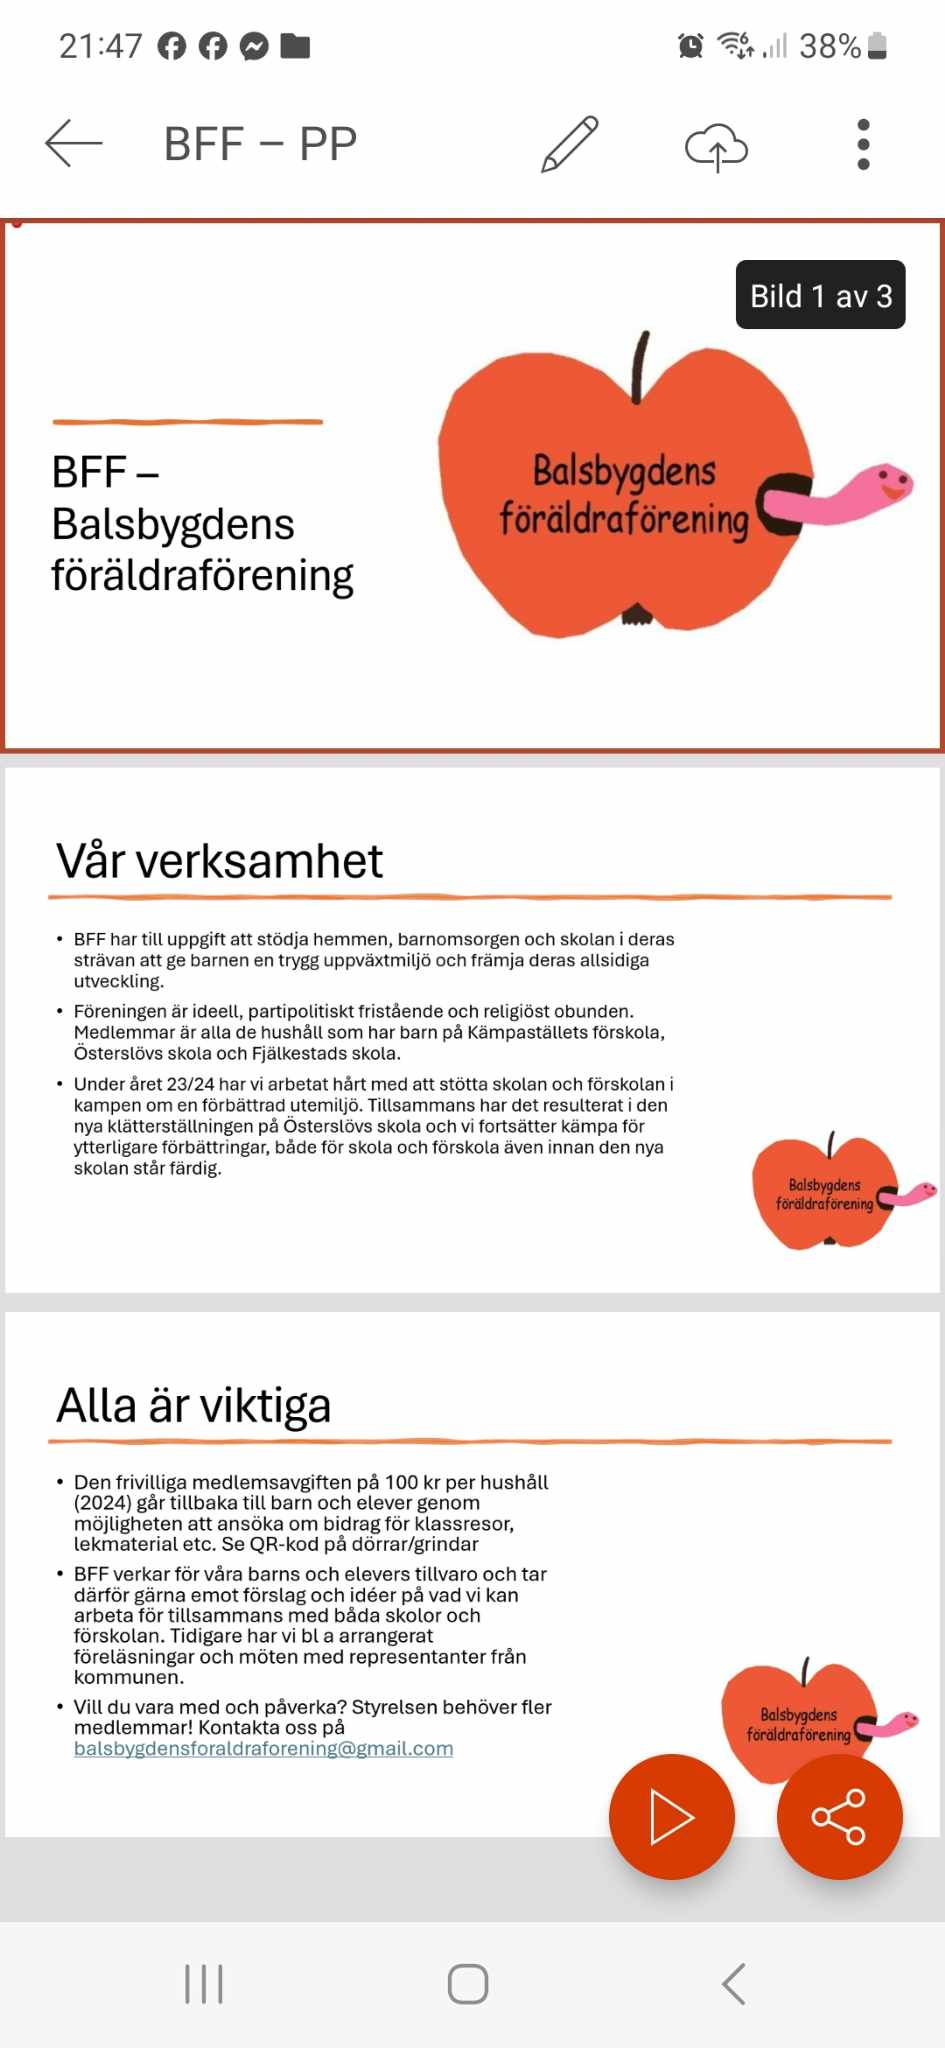 21:47
38%
BFF – PP
Bild 1 av 3
BFF –
Balsbygdens
föräldraförening
Balsbygdens
föräldraförening
Vår verksamhet
• BFF har till uppgift att stödja hemmen, barnomsorgen och skolan i deras
strävan att ge barnen en trygg uppväxtmiljö och främja deras allsidiga
utveckling.
• Föreningen är ideell, partipolitiskt fristående och religiöst obunden.
Medlemmar är alla de hushåll som har barn på Kämpaställets förskola,
Österslövs skola och Fjälkestads skola.
• Under året 23/24 har vi arbetat hårt med att stötta skolan och förskolan i
kampen om en förbättrad utemiljö. Tillsammans har det resulterat i den
nya klätterställningen på Österslövs skola och vi fortsätter kämpa för
ytterligare förbättringar, både för skola och förskola även innan den nya
skolan står färdig.
Balsbygdens
föräldraförening
Alla är viktiga
• Den frivilliga medlemsavgiften på 100 kr per hushåll
(2024) går tillbaka till barn och elever genom
möjligheten att ansöka om bidrag för klassresor,
lekmaterial etc. Se QR-kod på dörrar/grindar
• BFF verkar för våra barns och elevers tillvaro och tar
därför gärna emot förslag och idéer på vad vi kan
arbeta för tillsammans med båda skolor och
förskolan. Tidigare har vi bl a arrangerat
föreläsningar och möten med representanter från
kommunen.
• Vill du vara med och påverka? Styrelsen behöver fler
medlemmar! Kontakta oss på
balsbygdensforaldraforening@gmail.com
Balsbygdens
föräldraförening